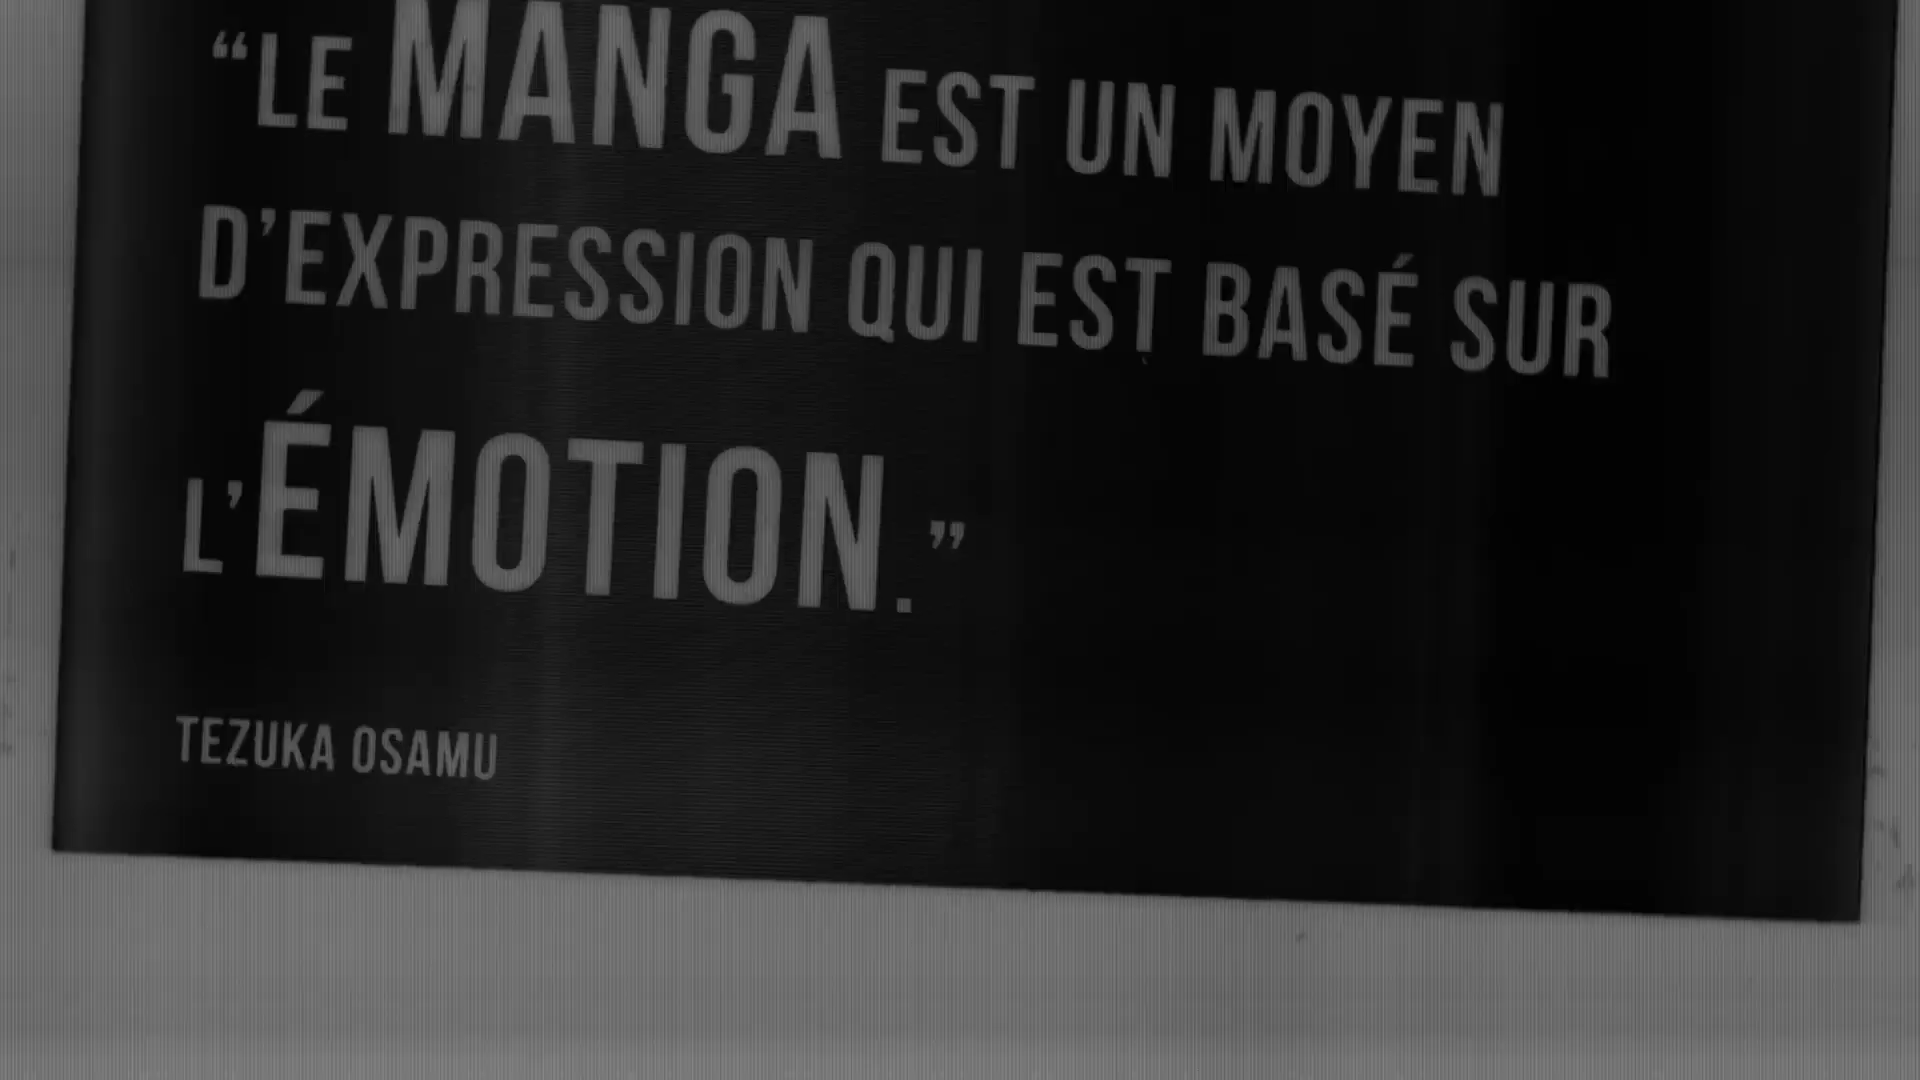 “LE MANGA EST UN MOYEN
D’EXPRESSION QUI EST BASÉ SUR
L’ÉMOTION.”
TEZUKA OSAMU